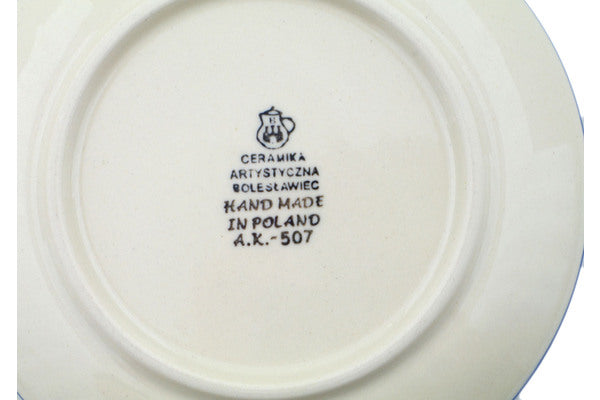 B
CERAMIKA
ARTYSTYCZNA
BOLESŁAWIEC
HAND MADE
IN POLAND
A.K.-507